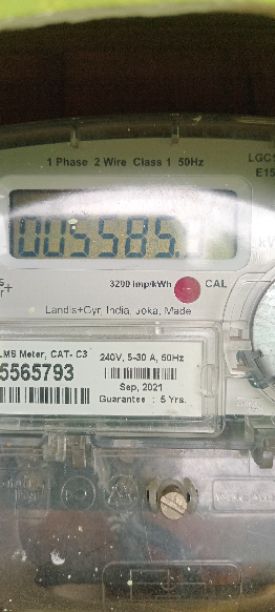 1 Phase 2 Wire Class 1 50Hz
005585.
3200 imp/kWh CAL
Landis+Gyr, India, Joka, Made
LMS Meter, CAT- C3
5565793
240V, 5-30 A, 50Hz
Sep, 2021
Guarantee : 5 Yrs.